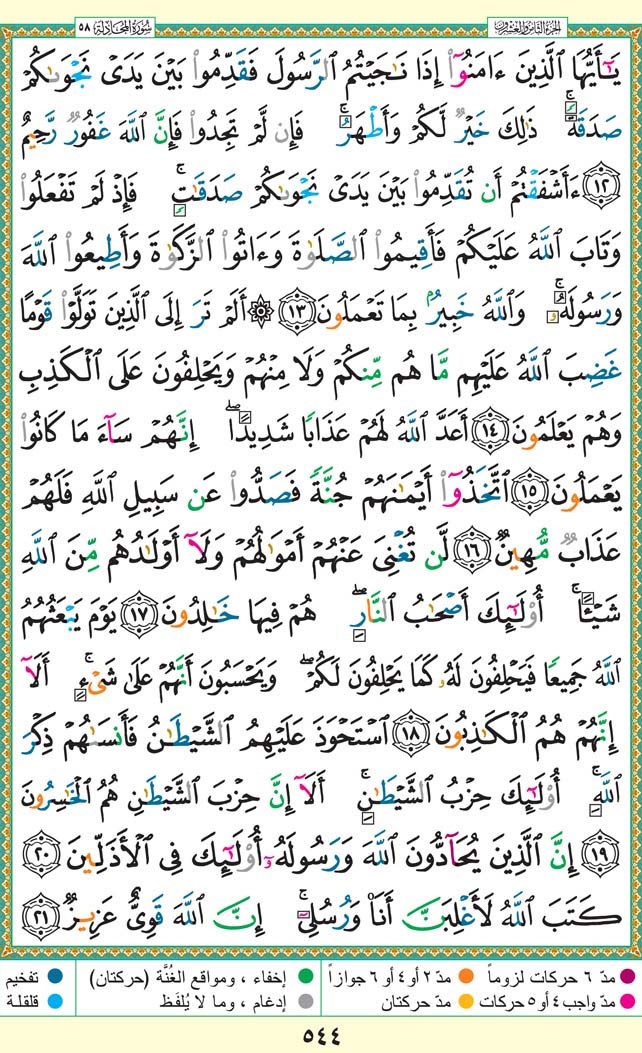 سُورَةُ المُجَادلة ٥٨
الجزء الثامن والعشرون
يَٰٓأَيُّهَا ٱلَّذِينَ ءَامَنُوٓا۟ إِذَا نَٰجَيْتُمُ ٱلرَّسُولَ فَقَدِّمُوا۟ بَيْنَ يَدَىْ نَجْوَىٰكُمْ
صَدَقَةً ۚ ذَٰلِكَ خَيْرٌ لَّكُمْ وَأَطْهَرُ ۚ فَإِن لَّمْ تَجِدُوا۟ فَإِنَّ ٱللَّهَ غَفُورٌ رَّحِيمٌ
١٢ ءَأَشْفَقْتُمْ أَن تُقَدِّمُوا۟ بَيْنَ يَدَىْ نَجْوَىٰكُمْ صَدَقَٰتٍ ۚ فَإِذْ لَمْ تَفْعَلُوا۟
وَتَابَ ٱللَّهُ عَلَيْكُمْ فَأَقِيمُوا۟ ٱلصَّلَوٰةَ وَءَاتُوا۟ ٱلزَّكَوٰةَ وَأَطِيعُوا۟ ٱللَّهَ
وَرَسُولَهُۥ ۚ وَٱللَّهُ خَبِيرٌۢ بِمَا تَعْمَلُونَ ١٣ ۞ أَلَمْ تَرَ إِلَى ٱلَّذِينَ تَوَلَّوْا۟ قَوْمًا
غَضِبَ ٱللَّهُ عَلَيْهِم مَّا هُم مِّنكُمْ وَلَا مِنْهُمْ وَيَحْلِفُونَ عَلَى ٱلْكَذِبِ
وَهُمْ يَعْلَمُونَ ١٤ أَعَدَّ ٱللَّهُ لَهُمْ عَذَابًا شَدِيدًا ۖ إِنَّهُمْ سَآءَ مَا كَانُوا۟
يَعْمَلُونَ ١٥ ٱتَّخَذُوٓا۟ أَيْمَٰنَهُمْ جُنَّةً فَصَدُّوا۟ عَن سَبِيلِ ٱللَّهِ فَلَهُمْ
عَذَابٌ مُّهِينٌ ١٦ لَّن تُغْنِىَ عَنْهُمْ أَمْوَٰلُهُمْ وَلَآ أَوْلَٰدُهُم مِّنَ ٱللَّهِ
شَيْـًٔا ۚ أُو۟لَٰٓئِكَ أَصْحَٰبُ ٱلنَّارِ ۖ هُمْ فِيهَا خَٰلِدُونَ ١٧ يَوْمَ يَبْعَثُهُمُ
ٱللَّهُ جَمِيعًا فَيَحْلِفُونَ لَهُۥ كَمَا يَحْلِفُونَ لَكُمْ ۖ وَيَحْسَبُونَ أَنَّهُمْ عَلَىٰ شَىْءٍ ۚ أَلَآ
إِنَّهُمْ هُمُ ٱلْكَٰذِبُونَ ١٨ ٱسْتَحْوَذَ عَلَيْهِمُ ٱلشَّيْطَٰنُ فَأَنسَىٰهُمْ ذِكْرَ
ٱللَّهِ ۚ أُو۟لَٰٓئِكَ حِزْبُ ٱلشَّيْطَٰنِ ۚ أَلَآ إِنَّ حِزْبَ ٱلشَّيْطَٰنِ هُمُ ٱلْخَٰسِرُونَ
١٩ إِنَّ ٱلَّذِينَ يُحَآدُّونَ ٱللَّهَ وَرَسُولَهُۥٓ أُو۟لَٰٓئِكَ فِى ٱلْأَذَلِّينَ ٢٠
كَتَبَ ٱللَّهُ لَأَغْلِبَنَّ أَنَا۠ وَرُسُلِىٓ ۚ إِنَّ ٱللَّهَ قَوِىٌّ عَزِيزٌ ٢١
مدّ ٦ حركات لزوماً مدّ ٢ أو ٤ أو ٦ جوازاً إخفاء ، ومواقع الغُنَّة (حركتان) تفخيم
مدّ واجب ٤ أو ٥ حركات مدّ حركتان إدغام ، وما لا يُلفَظ قلقلة
٥٤٤